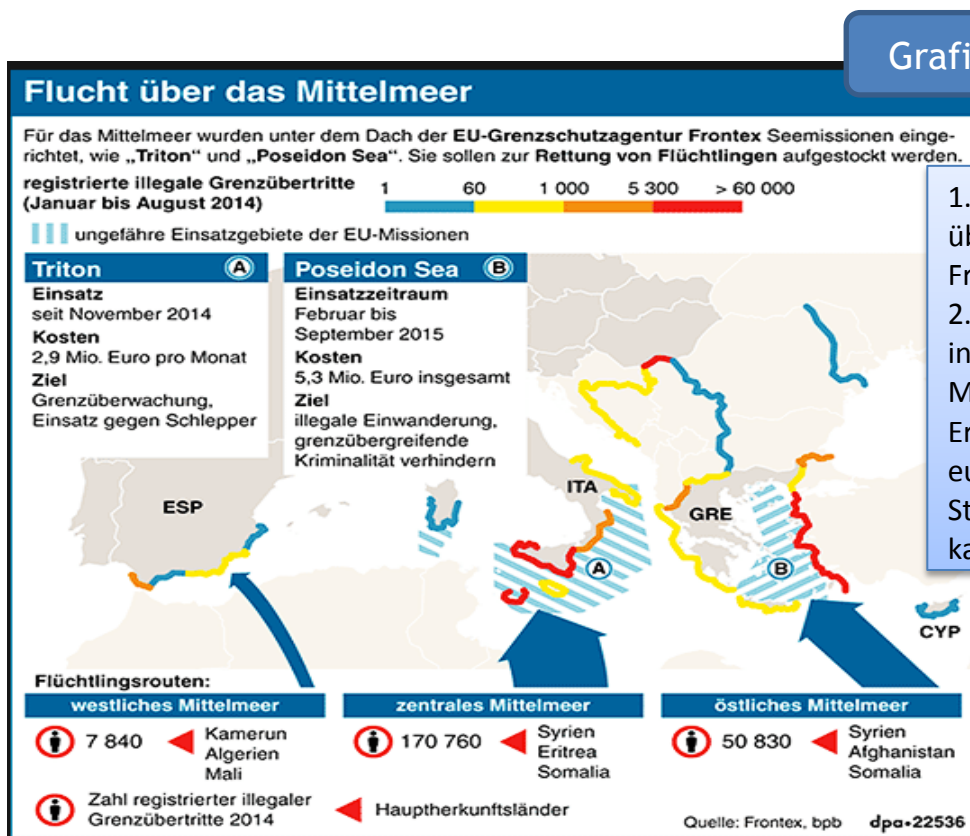 Grafi
Flucht über das Mittelmeer
Für das Mittelmeer wurden unter dem Dach der EU-Grenzschutzagentur Frontex Seemissionen einge-
richtet, wie „Triton“ und „Poseidon Sea“. Sie sollen zur Rettung von Flüchtlingen aufgestockt werden.
registrierte illegale Grenzübertritte
(Januar bis August 2014)
1 60 1 000 5 300 > 60 000
ungefähre Einsatzgebiete der EU-Missionen
Triton A
Einsatz
seit November 2014
Kosten
2,9 Mio. Euro pro Monat
Ziel
Grenzüberwachung,
Einsatz gegen Schlepper
Poseidon Sea B
Einsatzzeitraum
Februar bis
September 2015
Kosten
5,3 Mio. Euro insgesamt
Ziel
illegale Einwanderung,
grenzübergreifende
Kriminalität verhindern
1.
üb
Fr
2.
in
M
Er
eu
St
ka
ESP
ITA
GRE
A
B
CYP
Flüchtlingsrouten:
westliches Mittelmeer
7 840
Kamerun
Algerien
Mali
zentrales Mittelmeer
170 760
Syrien
Eritrea
Somalia
östliches Mittelmeer
50 830
Syrien
Afghanistan
Somalia
Zahl registrierter illegaler
Grenzübertritte 2014
Hauptherkunftsländer
Quelle: Frontex, bpb dpa•22536